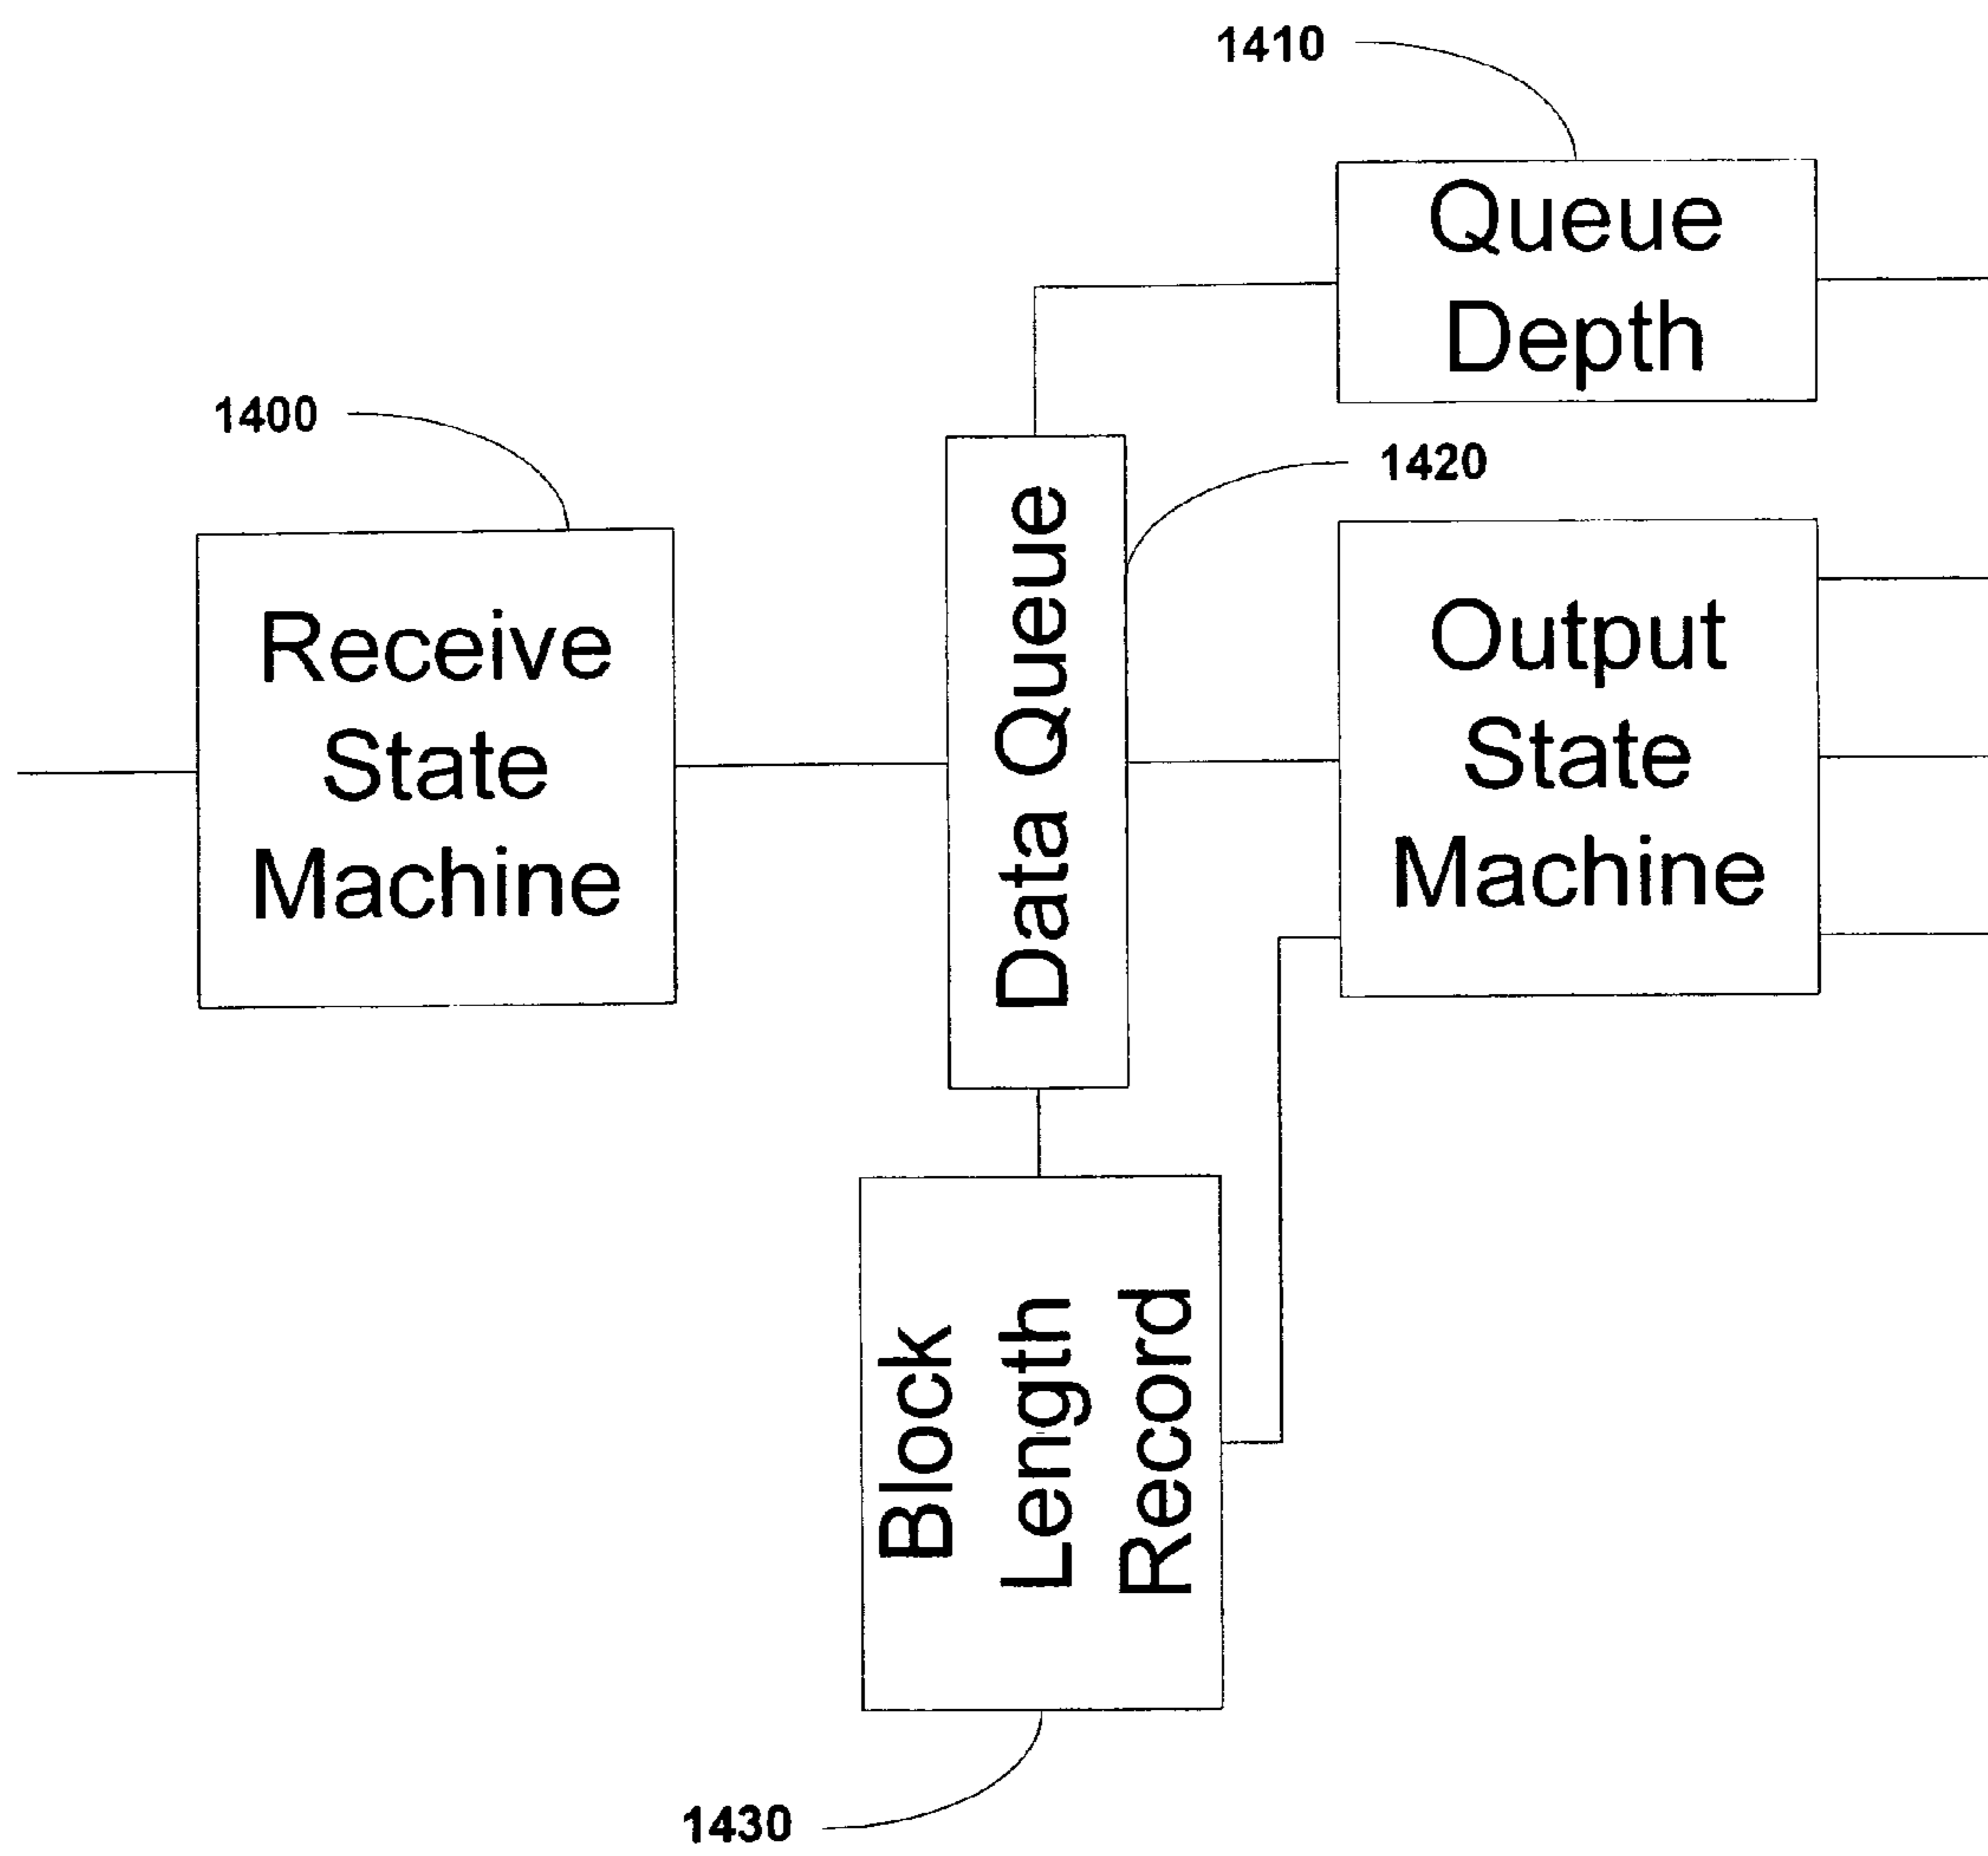 1410
Queue
Depth
1400
1420
Receive
State
Machine
Data Queue
Output
State
Machine
Block
Length
Record
1430